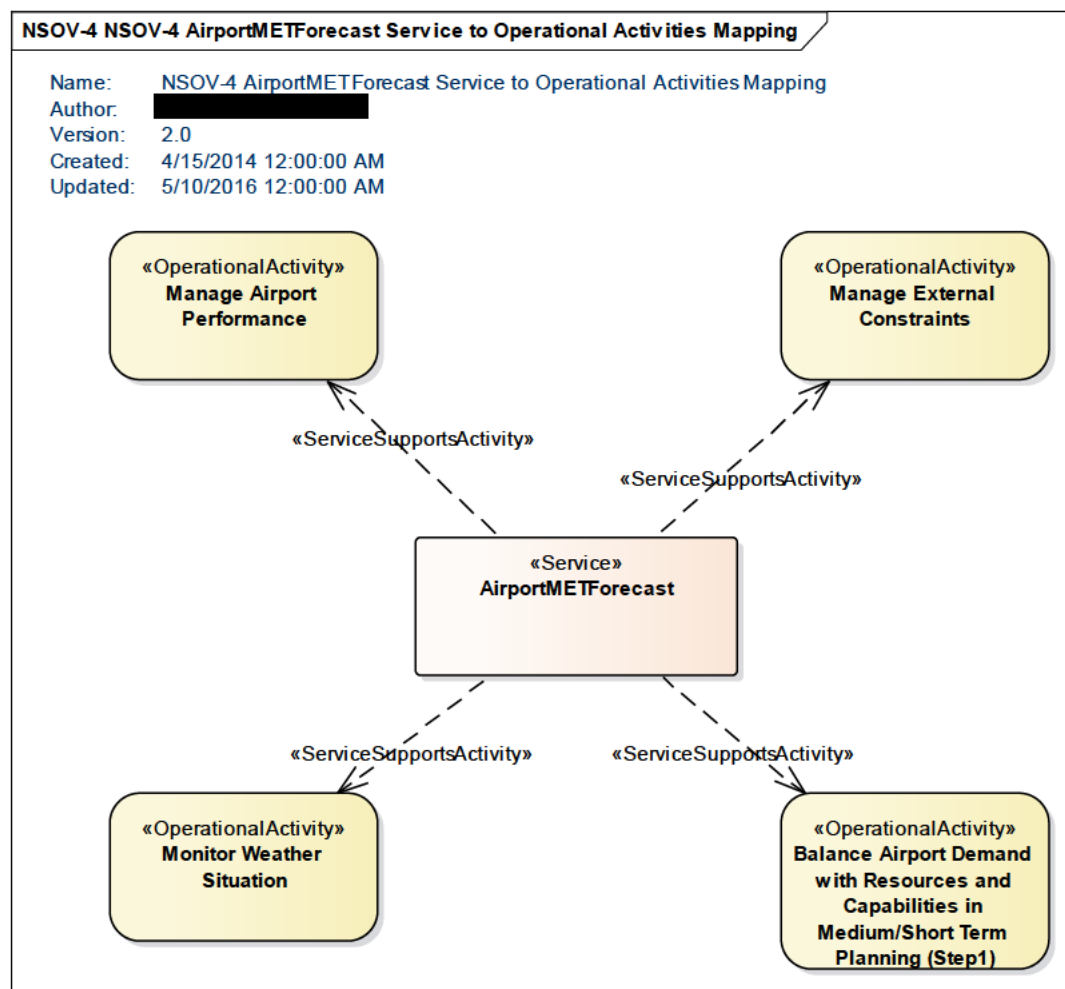 NSOV-4 NSOV-4 AirportMETForecast Service to Operational Activities Mapping
Name: NSOV-4 AirportMETForecast Service to Operational Activities Mapping
Author:
Version: 2.0
Created: 4/15/2014 12:00:00 AM
Updated: 5/10/2016 12:00:00 AM
«OperationalActivity»
Manage Airport
Performance
«OperationalActivity»
Manage External
Constraints
«ServiceSupportsActivity»
«ServiceSupportsActivity»
«Service»
AirportMETForecast
«ServiceSupportsActivity»
«ServiceSupportsActivity»
«OperationalActivity»
Monitor Weather
Situation
«OperationalActivity»
Balance Airport Demand
with Resources and
Capabilities in
Medium/Short Term
Planning (Step1)